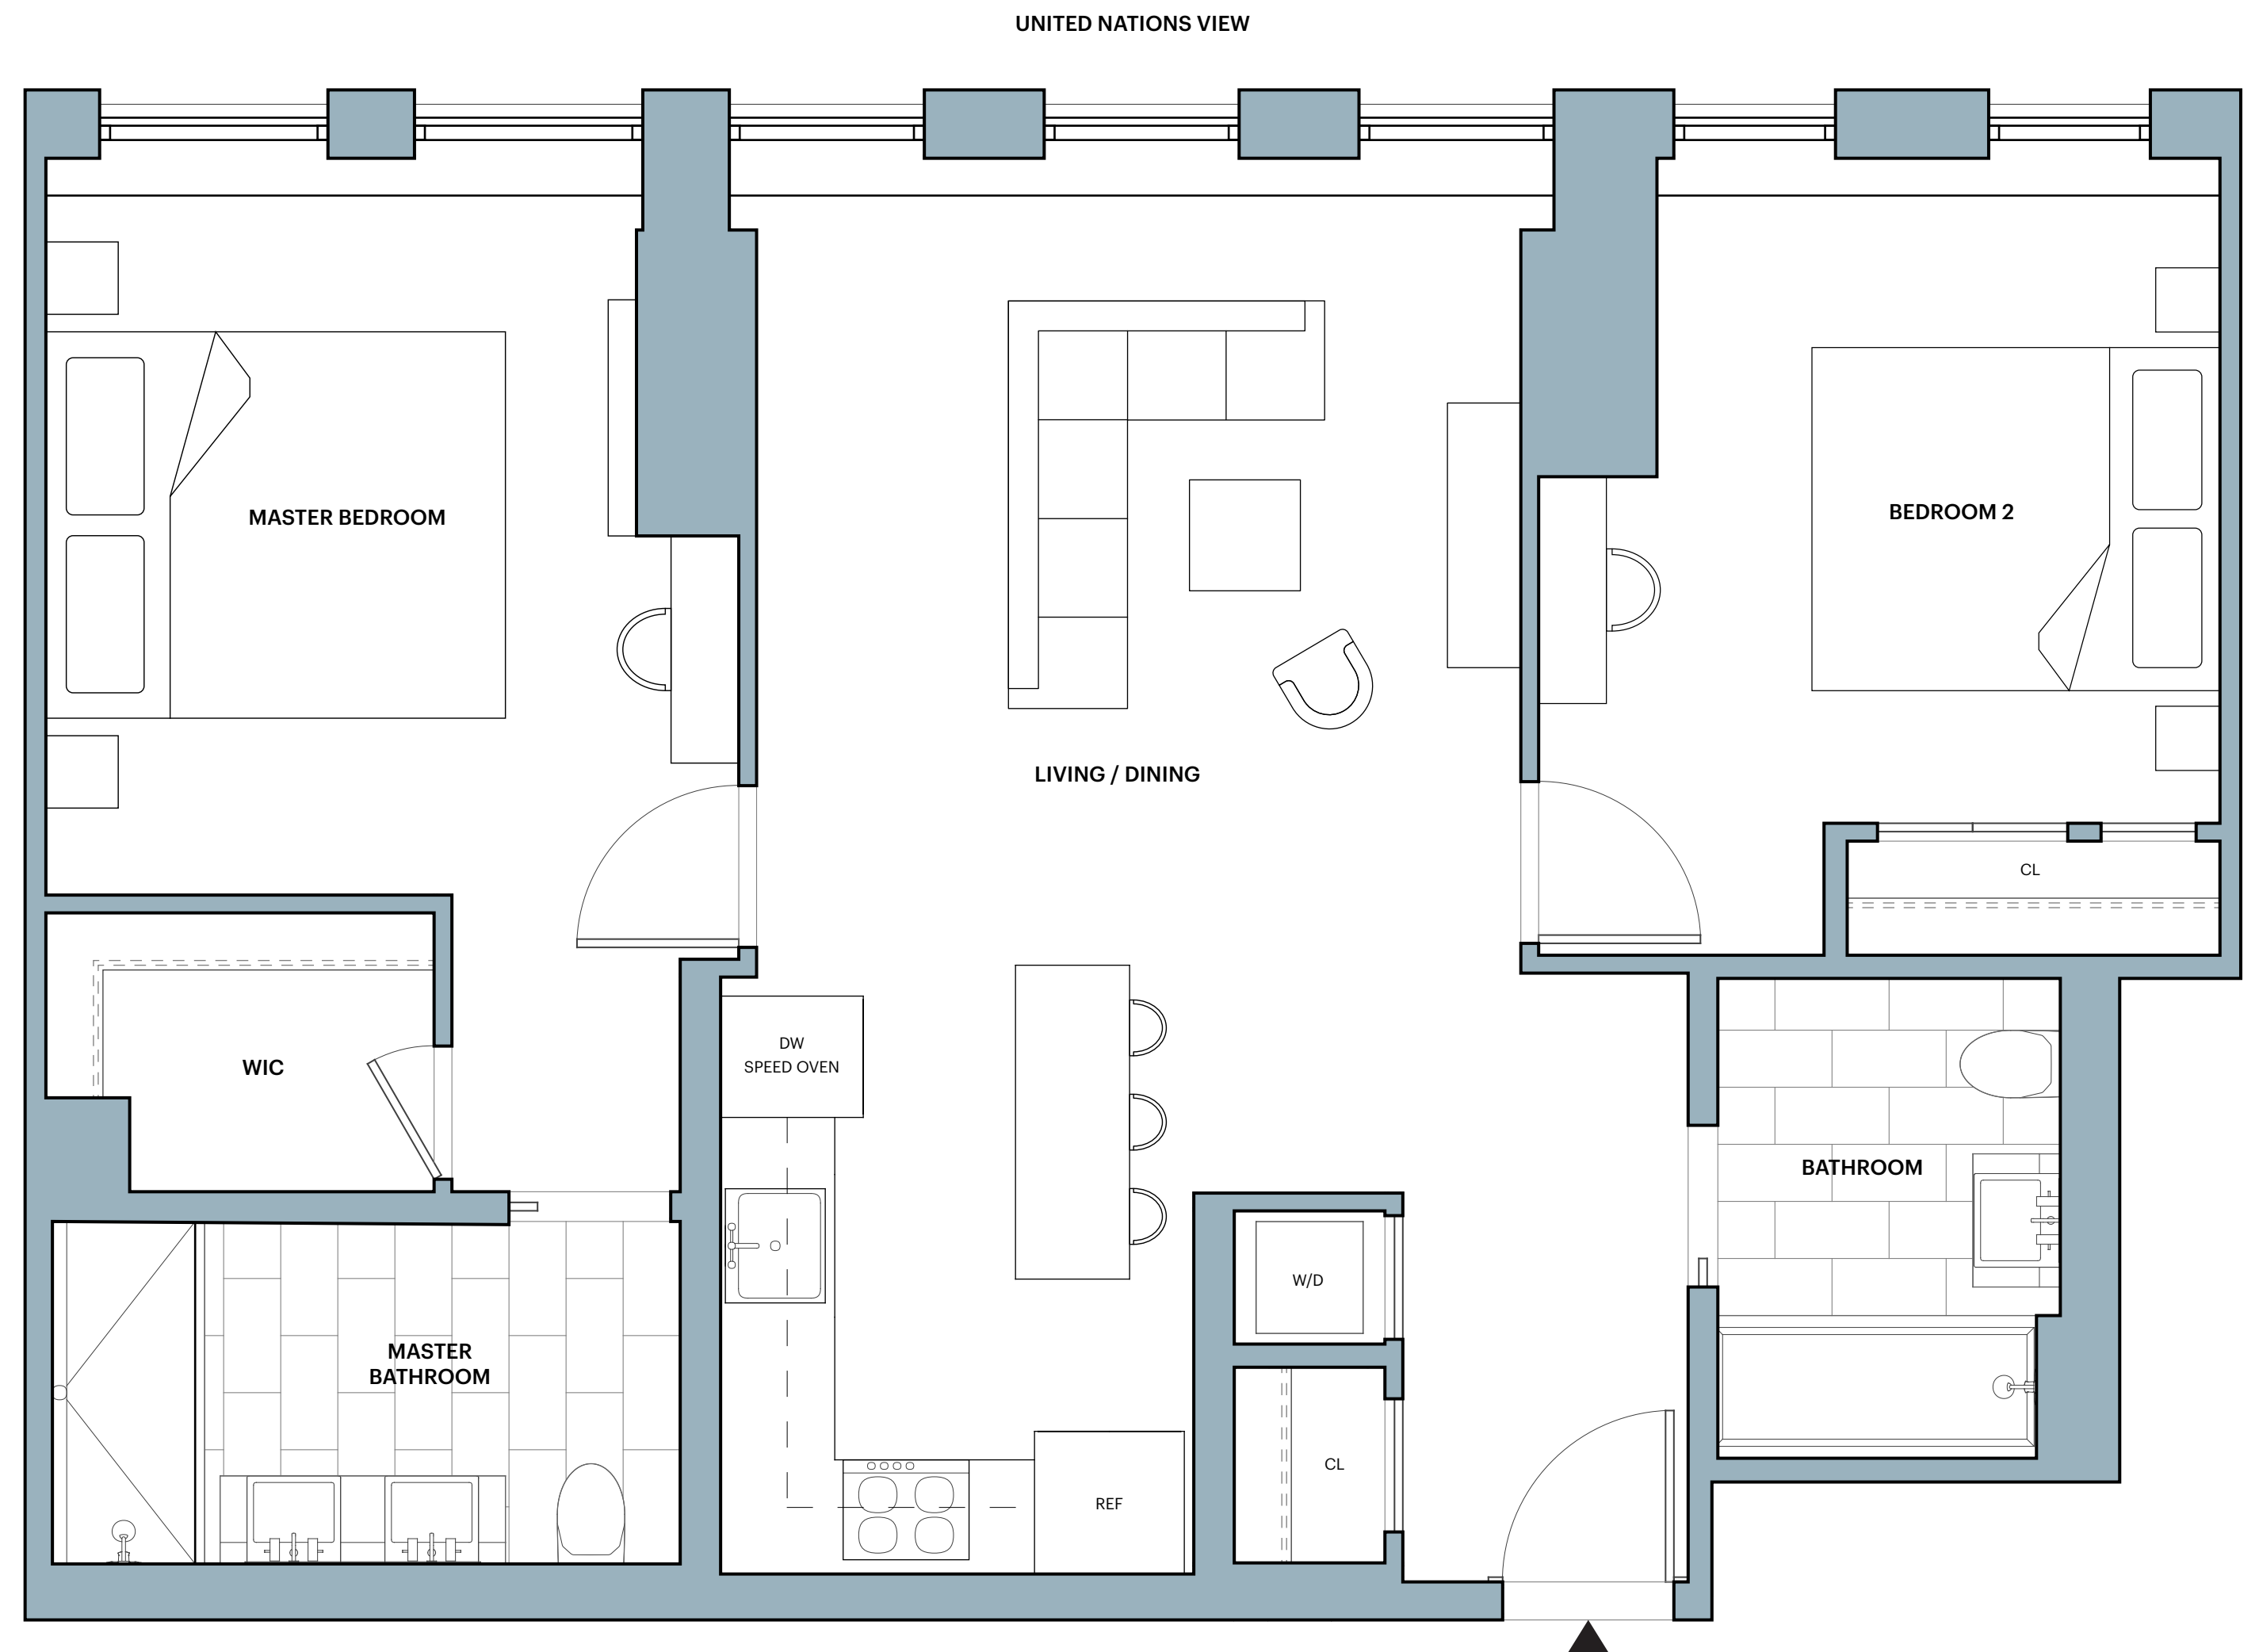 UNITED NATIONS VIEW
MASTER BEDROOM
BEDROOM 2
LIVING / DINING
CL
DW
SPEED OVEN
WIC
BATHROOM
W/D
MASTER
BATHROOM
CL
REF